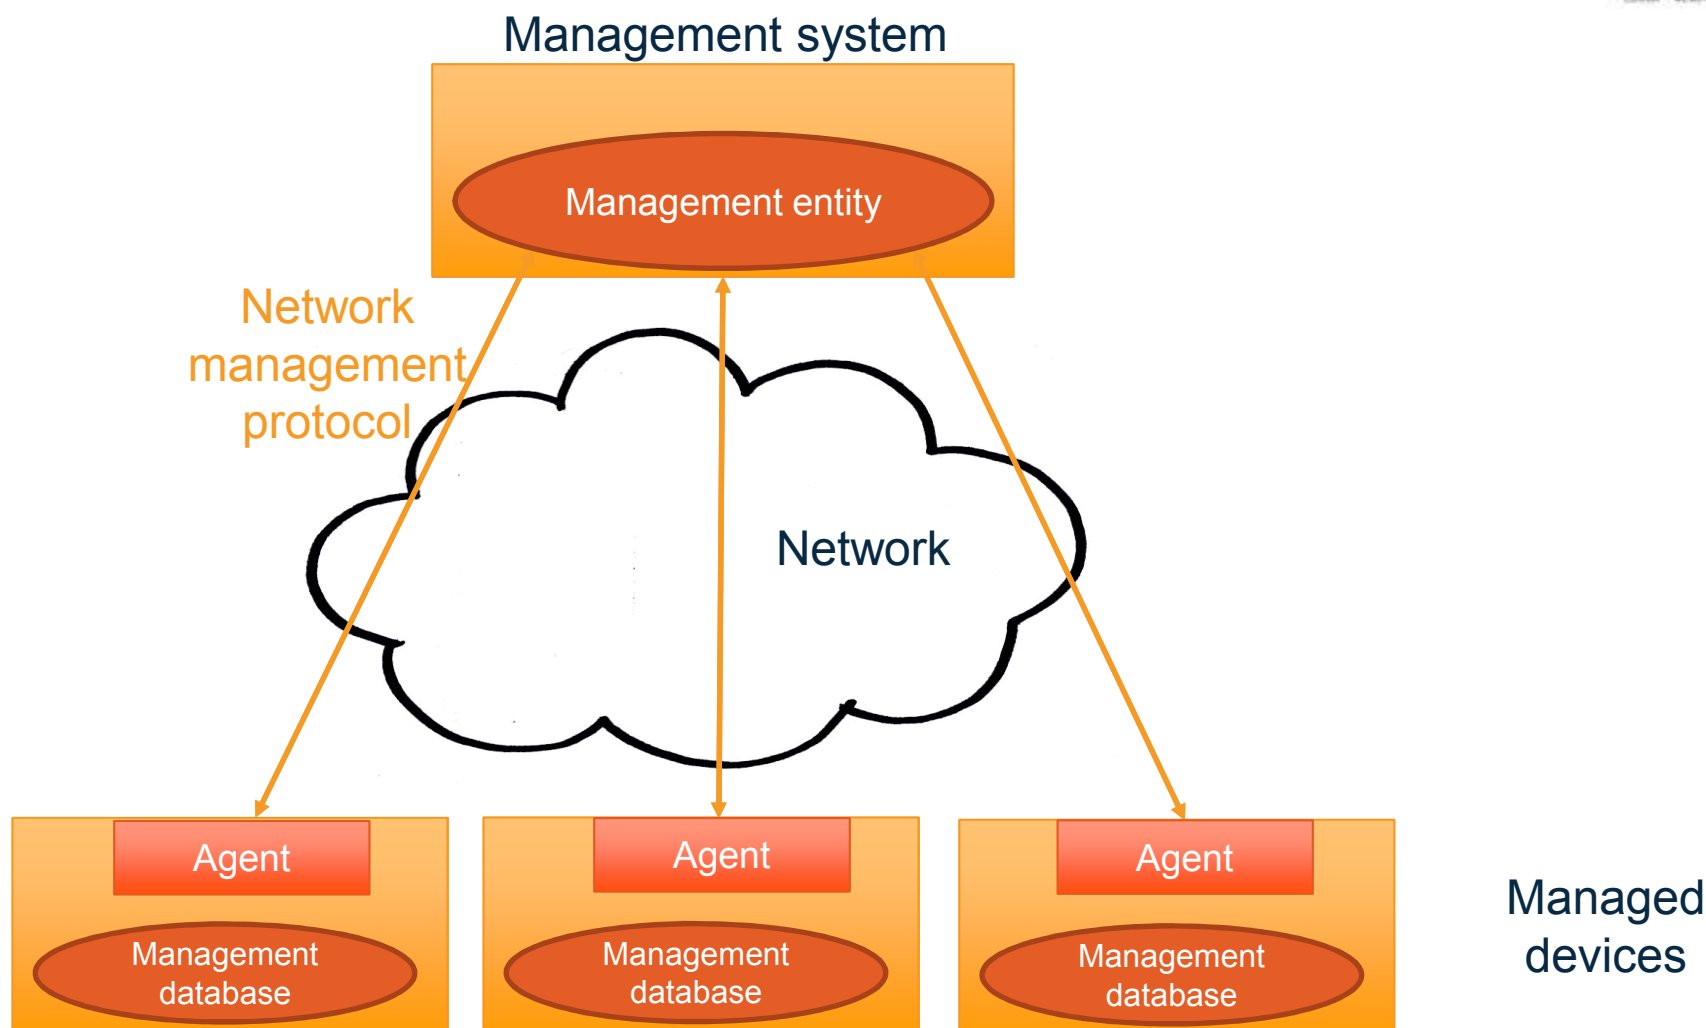 Management system
Management entity
Network
management
protocol
Network
Agent
Agent
Agent
Management
database
Management
database
Management
database
Managed
devices